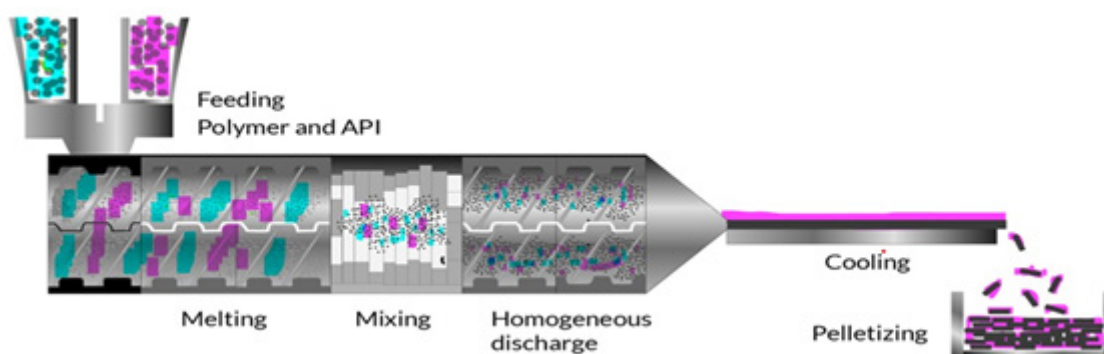 Feeding
Polymer and API
Melting
Mixing
Homogeneous
discharge
Cooling
Pelletizing